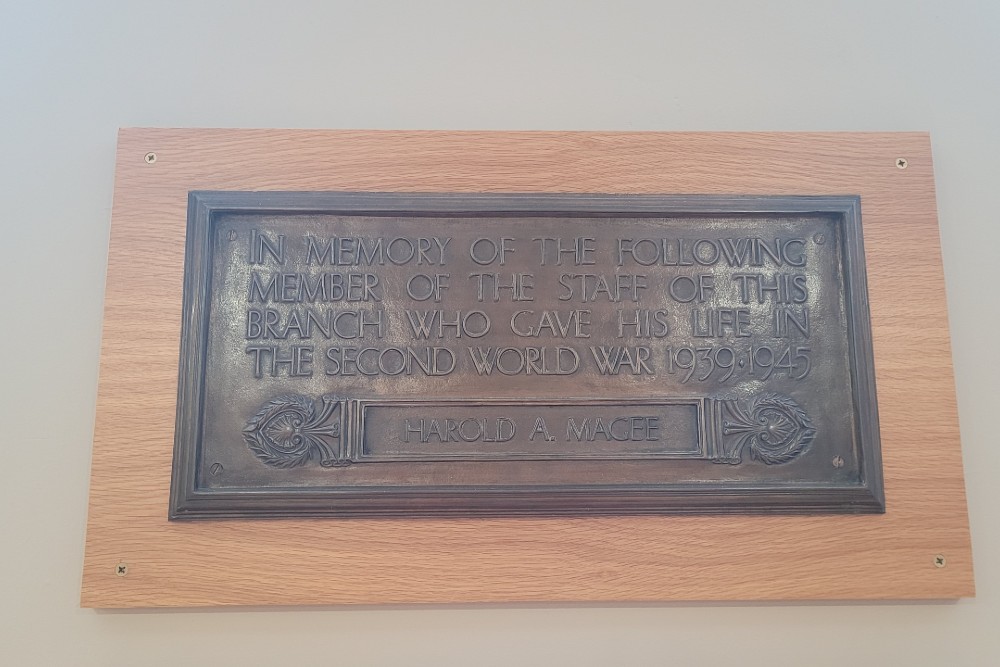 IN MEMORY OF THE FOLLOWING
MEMBER OF THE STAFF OF THIS
BRANCH WHO GAVE HIS LIFE IN
THE SECOND WORLD WAR 1939·1945
HAROLD A. MAGEE